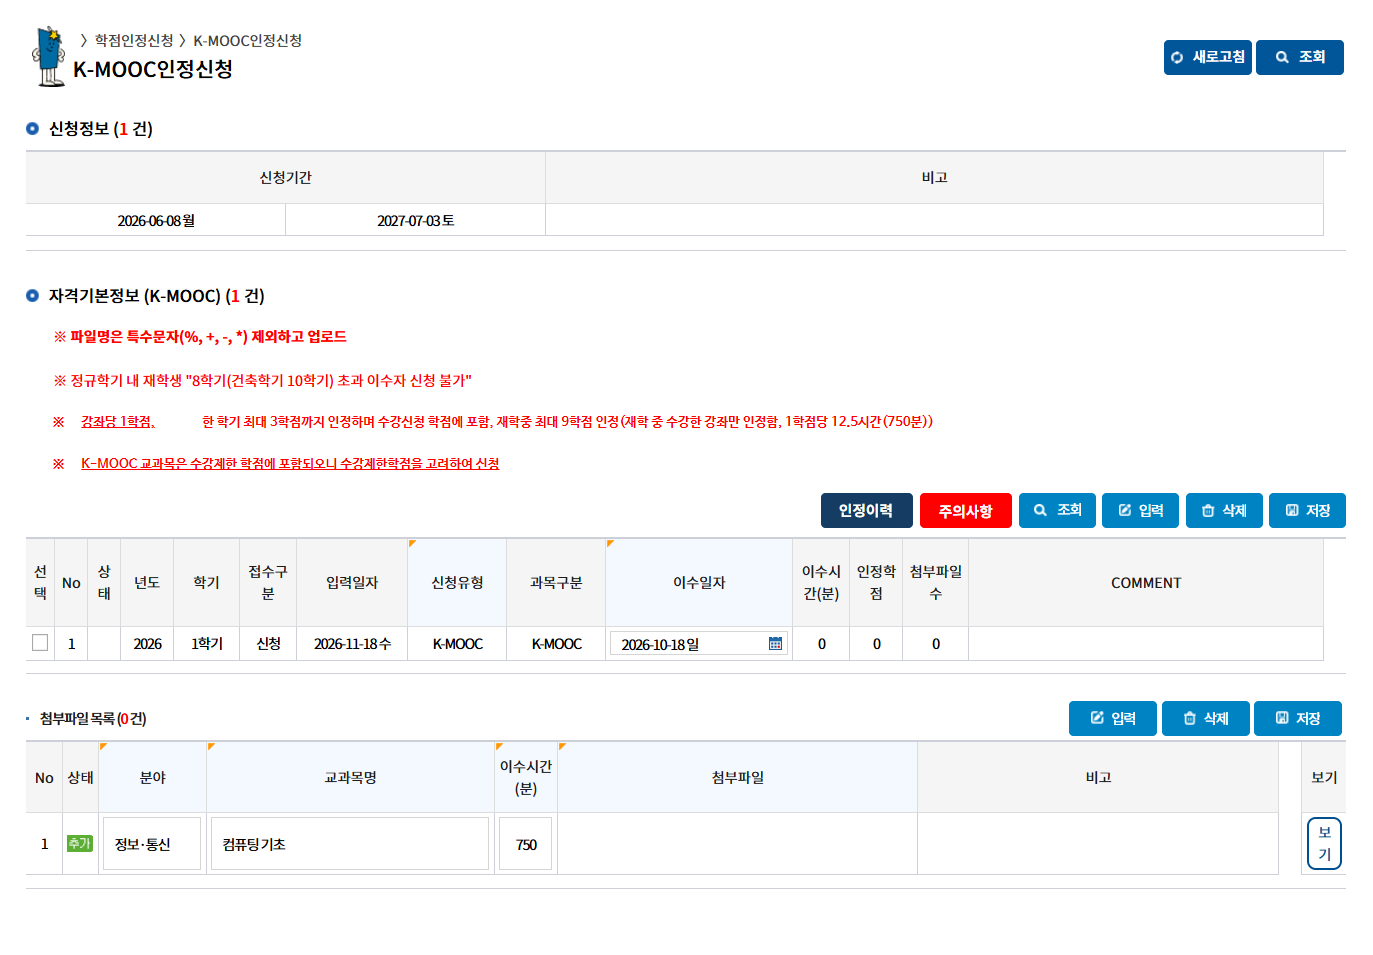 〉 학점인정신청 〉 K-MOOC인정신청
K-MOOC인정신청
새로고침
조회
신청정보 (1 건)
신청기간 비고
2026-06-08 월 2027-07-03 토
자격기본정보 (K-MOOC) (1 건)
※ 파일명은 특수문자(%, +, -, *) 제외하고 업로드
※ 정규학기 내 재학생 "8학기(건축학기 10학기) 초과 이수자 신청 불가"
※ 강좌당 1학점, 한 학기 최대 3학점까지 인정하며 수강신청 학점에 포함, 재학중 최대 9학점 인정(재학 중 수강한 강좌만 인정함, 1학점당 12.5시간(750분))
※ K-MOOC 교과목은 수강제한 학점에 포함되오니 수강제한학점을 고려하여 신청
인정이력 주의사항 조회 입력 삭제 저장
선택 No 상태 년도 학기 접수구분 입력일자 신청유형 과목구분 이수일자 이수시간(분) 인정학점 첨부파일수 COMMENT
1 2026 1학기 신청 2026-11-18 수 K-MOOC K-MOOC 2026-10-18 일 0 0 0
첨부파일 목록 (0 건)
입력 삭제 저장
No 상태 분야 교과목명 이수시간(분) 첨부파일 비고 보기
1 추가 정보·통신 컴퓨팅 기초 750 보기